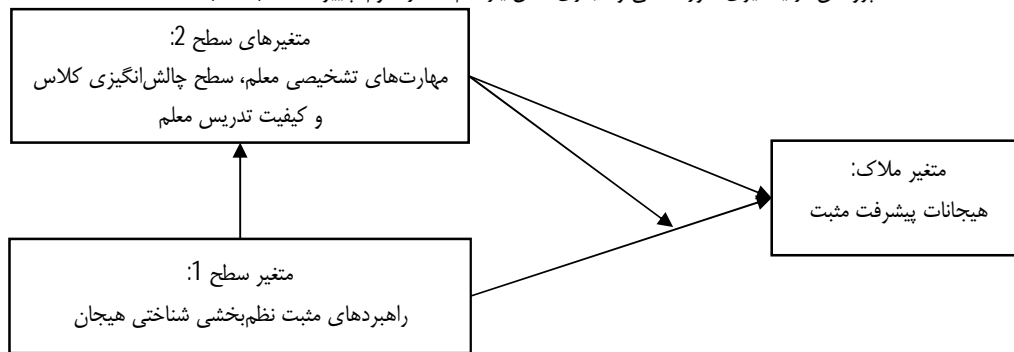 متغیرهای سطح 2:
مهارت‌های تشخیصی معلم، سطح چالش‌انگیزی کلاس
و کیفیت تدریس معلم
متغیر ملاک:
هیجانات پیشرفت مثبت
متغیر سطح 1:
راهبردهای مثبت نظم‌بخشی شناختی هیجان